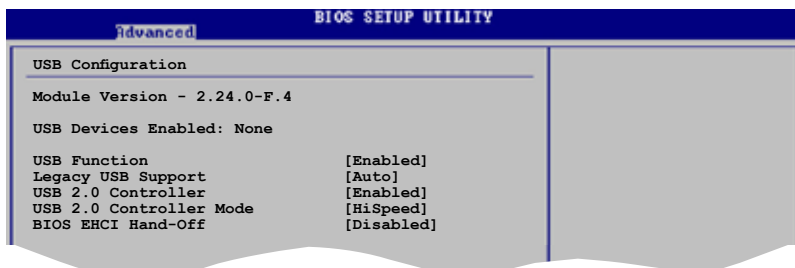 BIOS SETUP UTILITY
Advanced
USB Configuration
Module Version - 2.24.0-F.4
USB Devices Enabled: None
USB Function [Enabled]
Legacy USB Support [Auto]
USB 2.0 Controller [Enabled]
USB 2.0 Controller Mode [HiSpeed]
BIOS EHCI Hand-Off [Disabled]